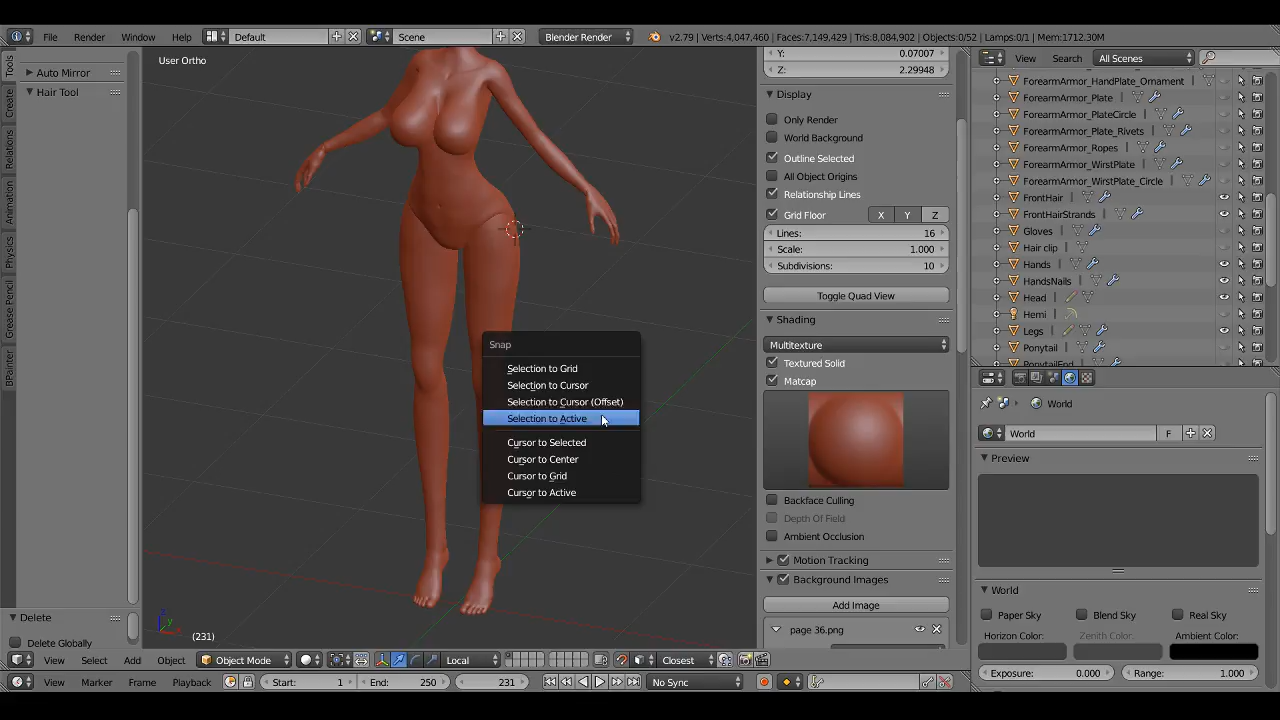 File Render Window Help Default Scene Blender Render v2.79 | Verts:4,047,460 | Faces:7,149,429 | Tris:8,084,902 | Objects:0/52 | Lamps:0/1 | Mem:1712.30M
Tools
Create
Relations
Animation
Physics
Grease Pencil
BPainter
Auto Mirror
Hair Tool
Delete
Delete Globally
User Ortho
Snap
Selection to Grid
Selection to Cursor
Selection to Cursor (Offset)
Selection to Active
Cursor to Selected
Cursor to Center
Cursor to Grid
Cursor to Active
(231)
Y: 0.07007
Z: 2.29948
Display
Only Render
World Background
Outline Selected
All Object Origins
Relationship Lines
Grid Floor X Y Z
Lines: 16
Scale: 1.000
Subdivisions: 10
Toggle Quad View
Shading
Multitexture
Textured Solid
Matcap
Backface Culling
Depth Of Field
Ambient Occlusion
Motion Tracking
Background Images
Add Image
page 36.png
View Search All Scenes
ForearmArmor_HandPlate_Ornament
ForearmArmor_Plate
ForearmArmor_PlateCircle
ForearmArmor_Plate_Rivets
ForearmArmor_Ropes
ForearmArmor_WirstPlate
ForearmArmor_WirstPlate_Circle
FrontHair
FrontHairStrands
Gloves
Hair clip
Hands
HandsNails
Head
Hemi
Legs
Ponytail
PonytailEnd
World
World F
Preview
World
Paper Sky Blend Sky Real Sky
Horizon Color: Zenith Color: Ambient Color:
Exposure: 0.000 Range: 1.000
View Select Add Object Object Mode Local Closest
View Marker Frame Playback Start: 1 End: 250 231 No Sync